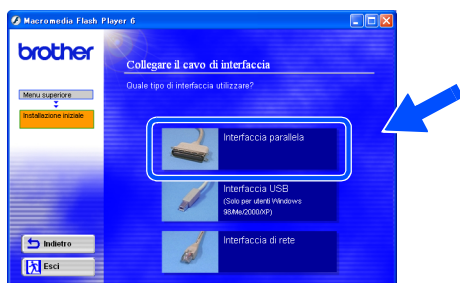 Macromedia Flash Player 6
brother
Collegare il cavo di interfaccia
Quale tipo di interfaccia utilizzare?
Menu superiore
Installazione iniziale
Interfaccia parallela
Interfaccia USB
(Solo per utenti Windows
98/Me/2000/XP)
Interfaccia di rete
Indietro
Esci